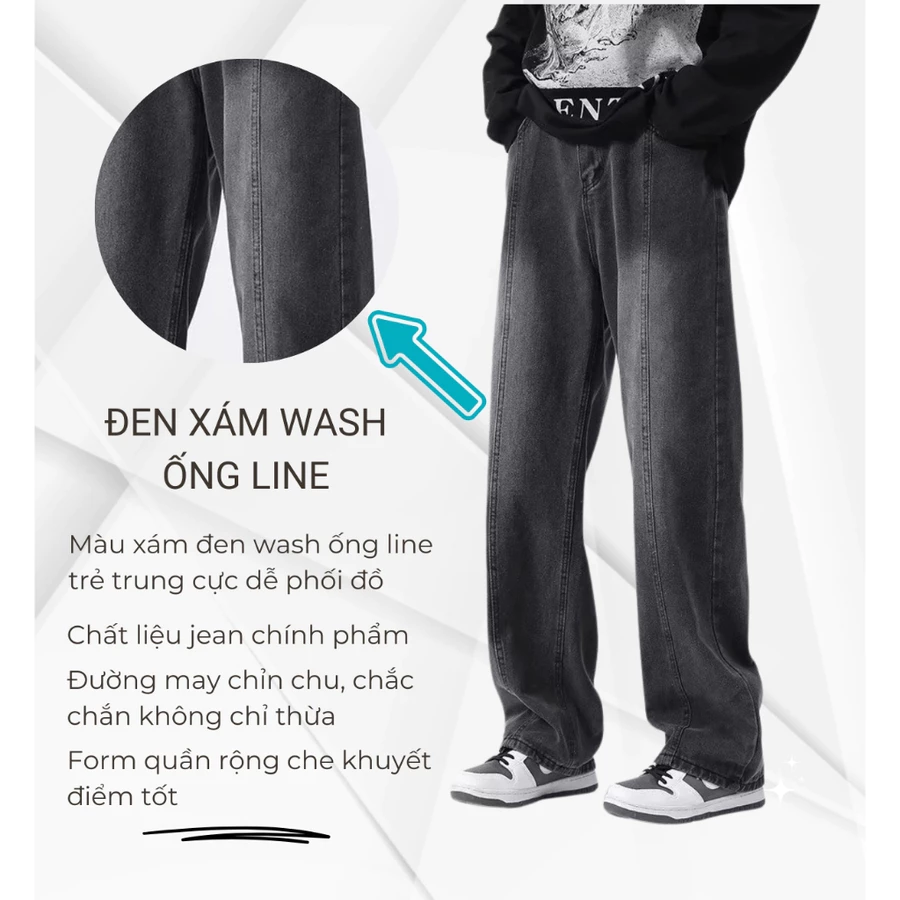 ENT
ĐEN XÁM WASH
ỐNG LINE
Màu xám đen wash ống line
trẻ trung cực dễ phối đồ
Chất liệu jean chính phẩm
Đường may chỉn chu, chắc
chắn không chỉ thừa
Form quần rộng che khuyết
điểm tốt